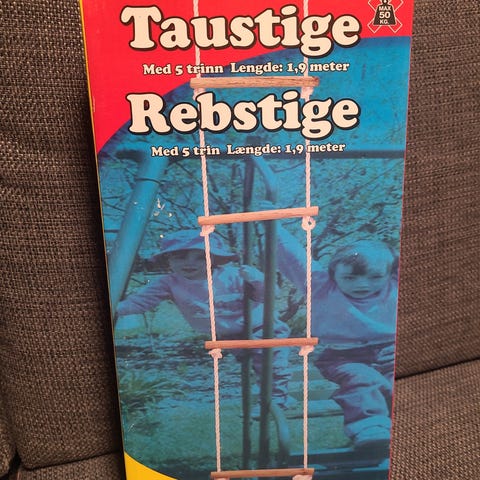 Taustige
MAX
50
KG.
Med 5 trinn Lengde: 1,9 meter
Rebstige
Med 5 trin Længde: 1,9 meter